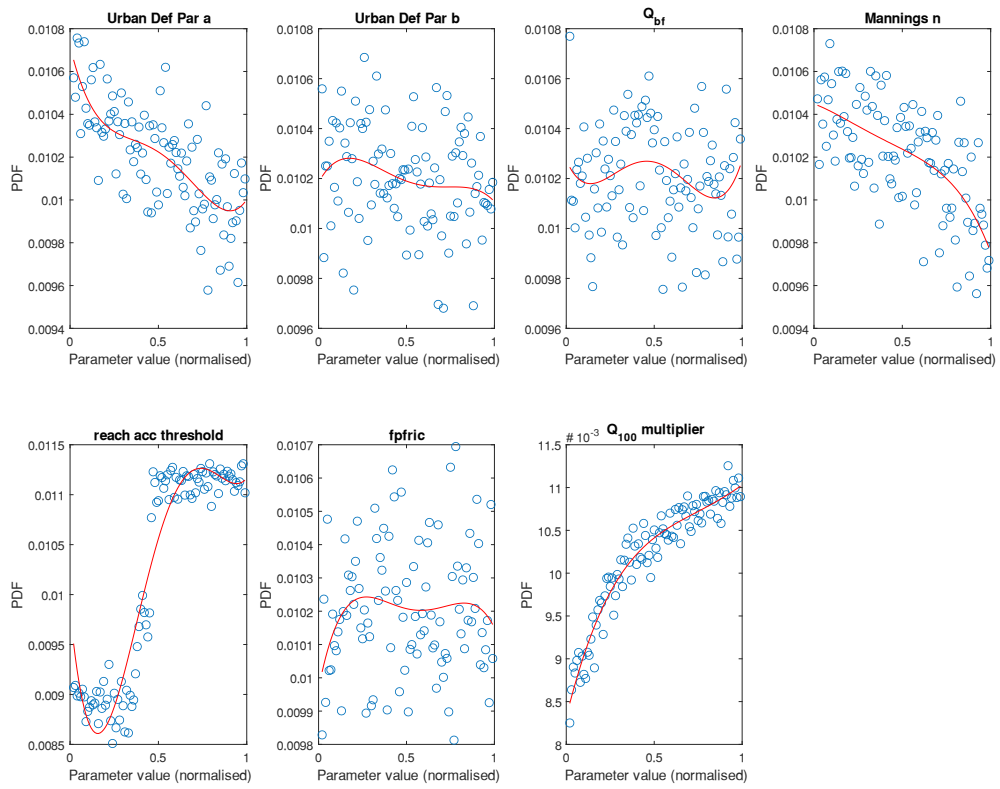 Urban Def Par a
0.0108
0.0106
0.0104
0.0102
0.01
0.0098
0.0096
0.0094
PDF
0 0.5 1
Parameter value (normalised)
Urban Def Par b
0.0108
0.0106
0.0104
0.0102
0.01
0.0098
0.0096
PDF
0 0.5 1
Parameter value (normalised)
Q_bf
0.0108
0.0106
0.0104
0.0102
0.01
0.0098
0.0096
PDF
0 0.5 1
Parameter value (normalised)
Mannings n
0.0108
0.0106
0.0104
0.0102
0.01
0.0098
0.0096
0.0094
PDF
0 0.5 1
Parameter value (normalised)
reach acc threshold
0.0115
0.011
0.0105
0.01
0.0095
0.009
0.0085
PDF
0 0.5 1
Parameter value (normalised)
fpfric
0.0107
0.0106
0.0105
0.0104
0.0103
0.0102
0.0101
0.01
0.0099
0.0098
PDF
0 0.5 1
Parameter value (normalised)
Q_100 multiplier
# 10^-3
11.5
11
10.5
10
9.5
9
8.5
8
PDF
0 0.5 1
Parameter value (normalised)